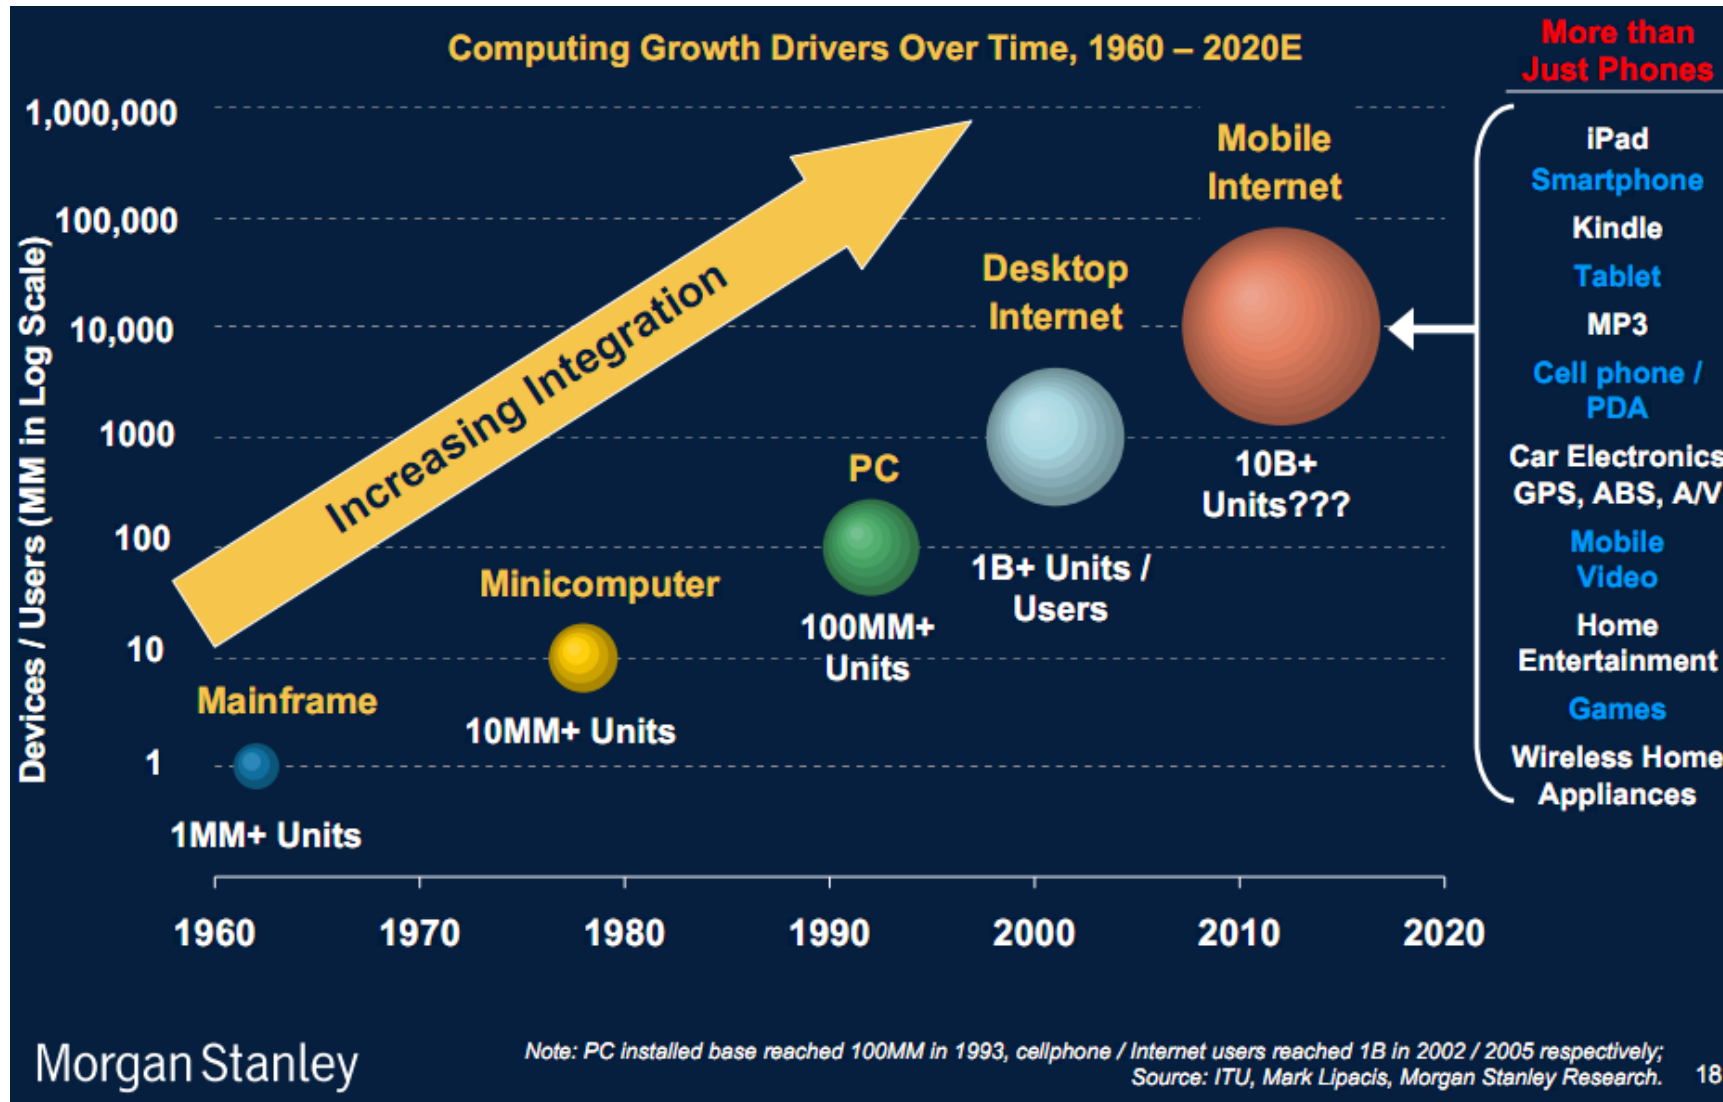 Computing Growth Drivers Over Time, 1960 – 2020E
More than
Just Phones
Devices / Users (MM in Log Scale)
1,000,000
100,000
10,000
1000
100
10
1
Increasing Integration
Mainframe
1MM+ Units
Minicomputer
10MM+ Units
PC
100MM+
Units
Desktop
Internet
1B+ Units /
Users
Mobile
Internet
10B+
Units???
iPad
Smartphone
Kindle
Tablet
MP3
Cell phone /
PDA
Car Electronics
GPS, ABS, A/V
Mobile
Video
Home
Entertainment
Games
Wireless Home
Appliances
1960
1970
1980
1990
2000
2010
2020
Morgan Stanley
Note: PC installed base reached 100MM in 1993, cellphone / Internet users reached 1B in 2002 / 2005 respectively;
Source: ITU, Mark Lipacis, Morgan Stanley Research.
18